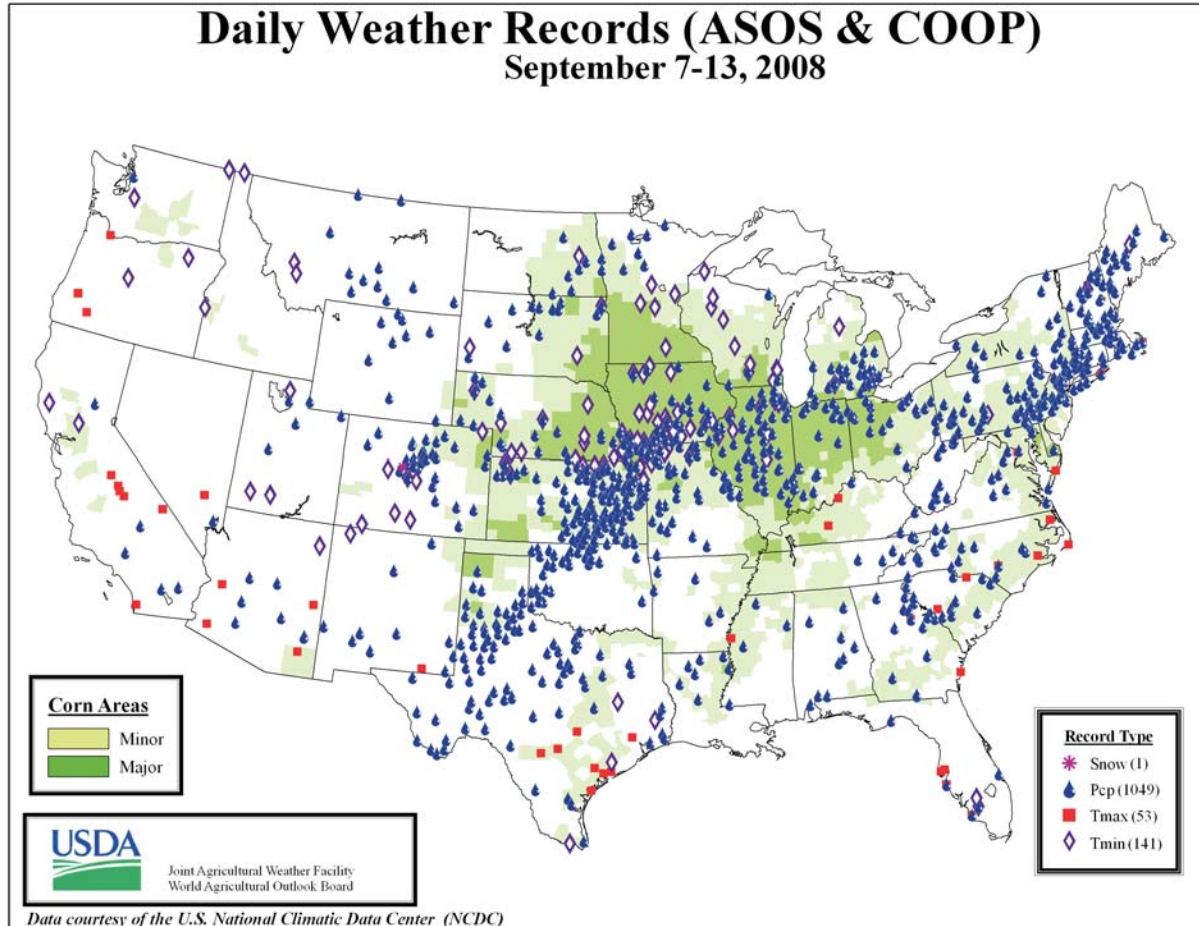 Daily Weather Records (ASOS & COOP)
September 7-13, 2008
Corn Areas
Minor
Major
Record Type
Snow (1)
Pcp (1049)
Tmax (53)
Tmin (141)
USDA
Joint Agricultural Weather Facility
World Agricultural Outlook Board
Data courtesy of the U.S. National Climatic Data Center (NCDC)